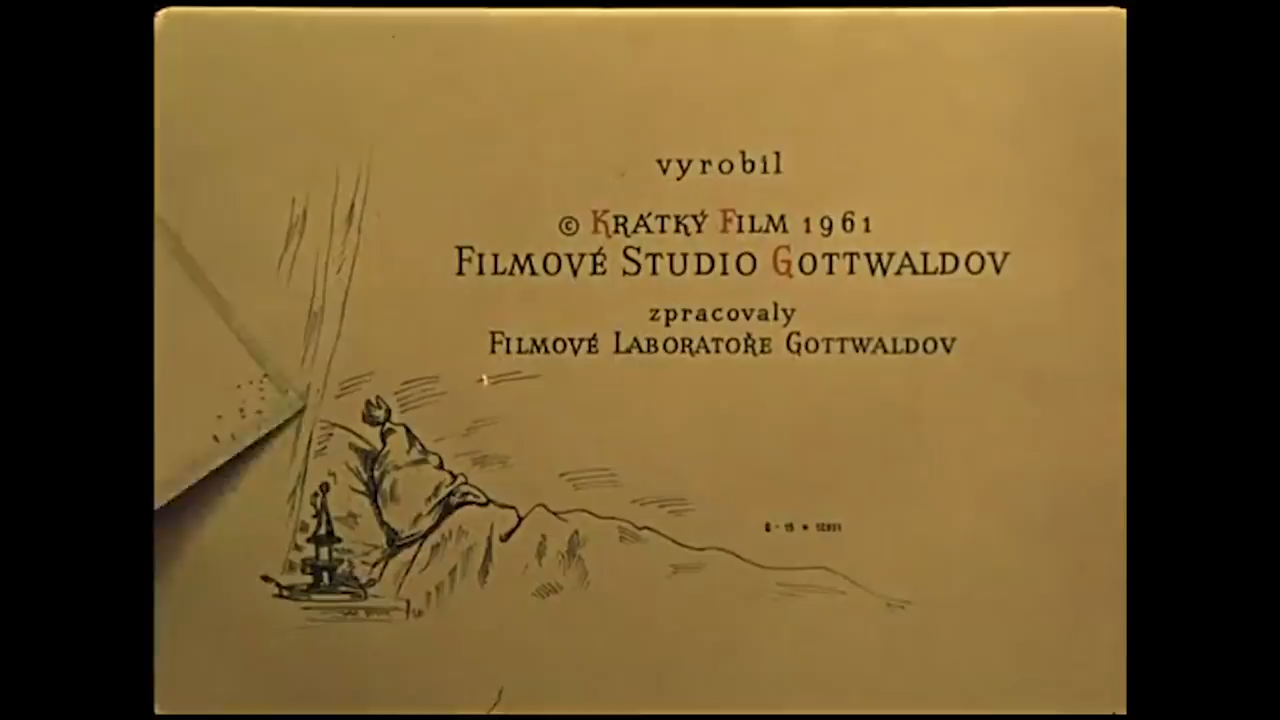 vyrobil
© KRÁTKÝ FILM 1961
FILMOVÉ STUDIO GOTTWALDOV
zpracovaly
FILMOVÉ LABORATOŘE GOTTWALDOV